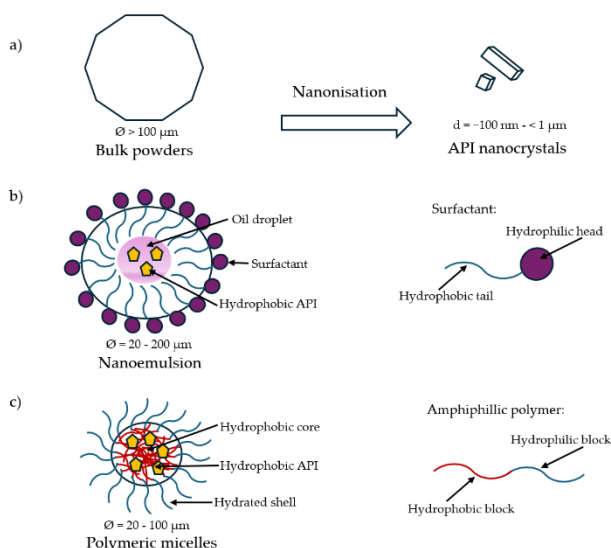 a)
Ø > 100 µm
Bulk powders
Nanonisation
d = ~100 nm - < 1 µm
API nanocrystals
b)
Oil droplet
Surfactant
Hydrophobic API
Ø = 20 - 200 µm
Nanoemulsion
Surfactant:
Hydrophilic head
Hydrophobic tail
c)
Hydrophobic core
Hydrophobic API
Hydrated shell
Ø = 20 - 100 µm
Polymeric micelles
Amphiphillic polymer:
Hydrophilic block
Hydrophobic block